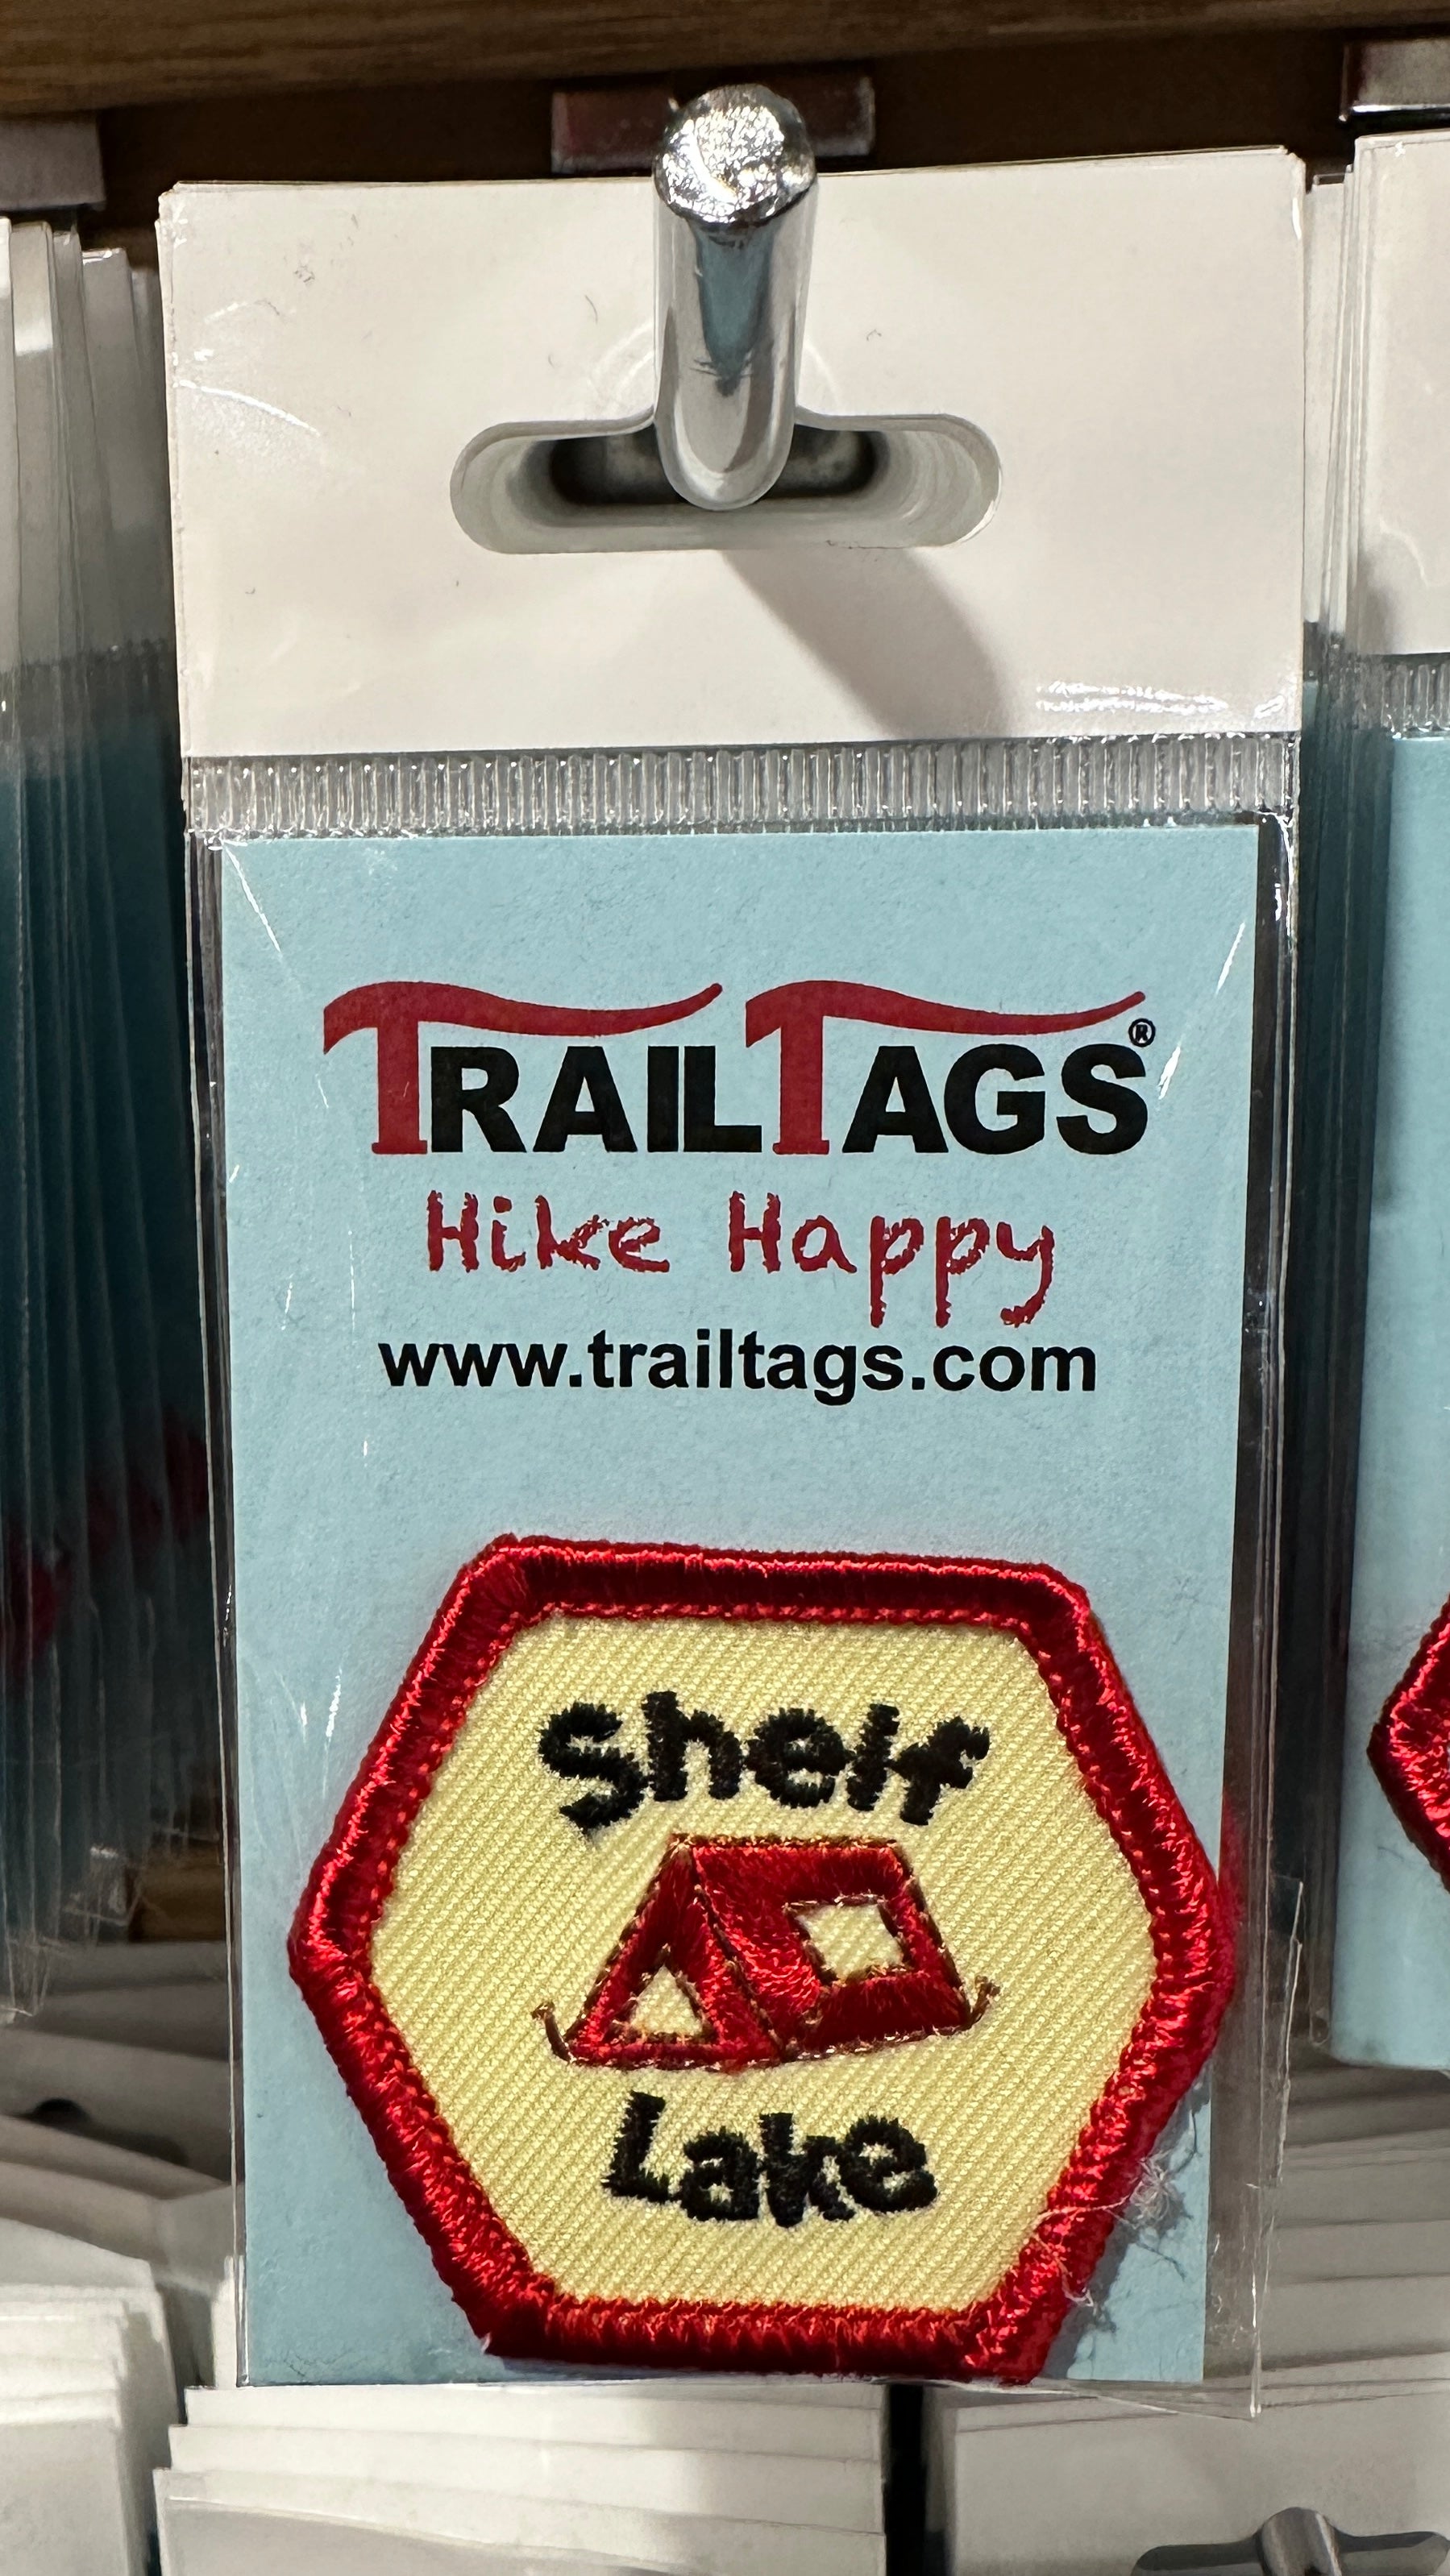 TRAILTAGS®
Hike Happy
www.trailtags.com
Shelf
Lake